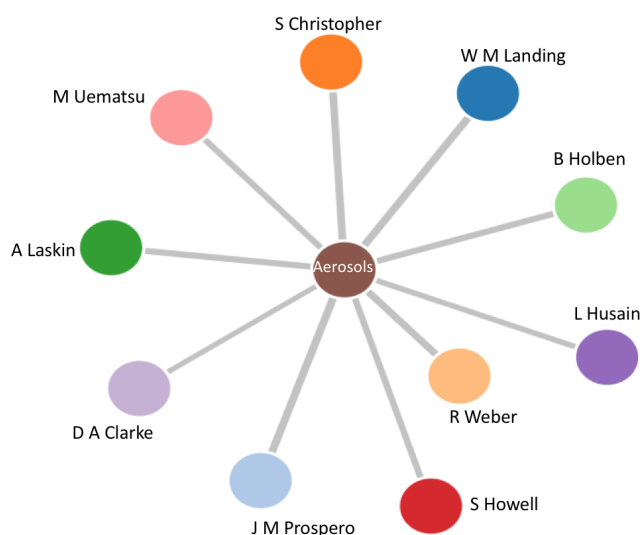 S Christopher
W M Landing
M Uematsu
B Holben
A Laskin
Aerosols
L Husain
R Weber
D A Clarke
S Howell
J M Prospero